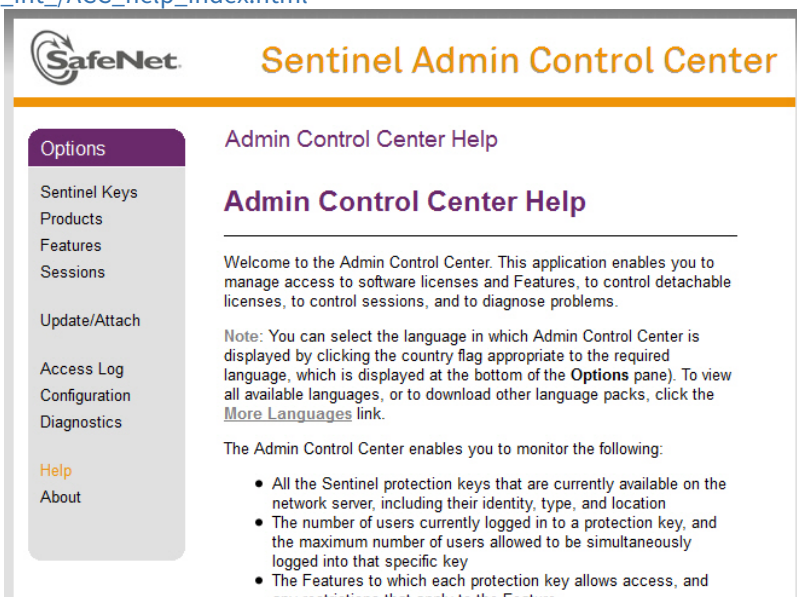 SafeNet.
Sentinel Admin Control Center
Options
Sentinel Keys
Products
Features
Sessions
Update/Attach
Access Log
Configuration
Diagnostics
Help
About
Admin Control Center Help
Admin Control Center Help
Welcome to the Admin Control Center. This application enables you to
manage access to software licenses and Features, to control detachable
licenses, to control sessions, and to diagnose problems.
Note: You can select the language in which Admin Control Center is
displayed by clicking the country flag appropriate to the required
language, which is displayed at the bottom of the Options pane). To view
all available languages, or to download other language packs, click the
More Languages link.
The Admin Control Center enables you to monitor the following:
● All the Sentinel protection keys that are currently available on the
network server, including their identity, type, and location
● The number of users currently logged in to a protection key, and
the maximum number of users allowed to be simultaneously
logged into that specific key
● The Features to which each protection key allows access, and